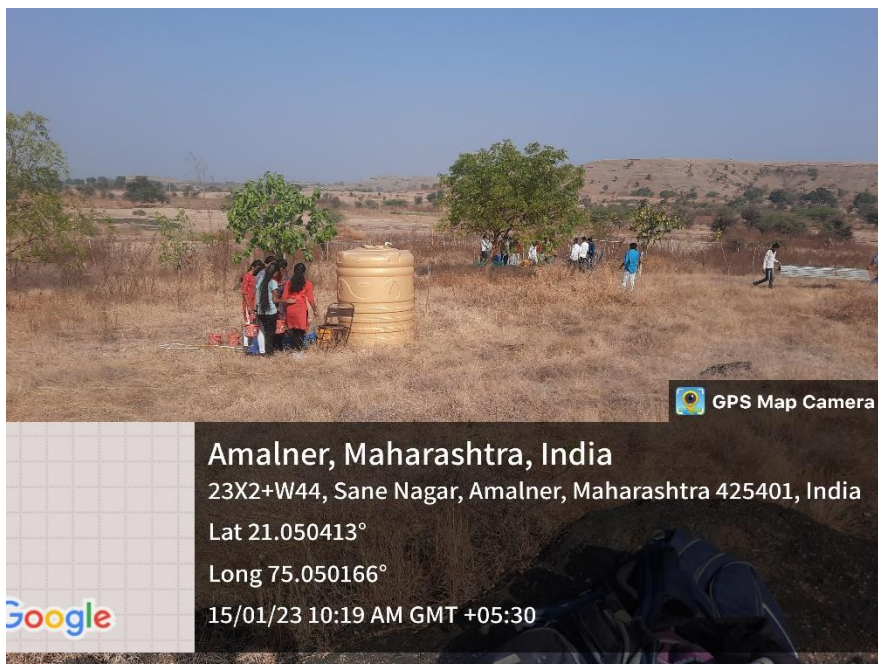 GPS Map Camera
Amalner, Maharashtra, India
23X2+W44, Sane Nagar, Amalner, Maharashtra 425401, India
Lat 21.050413°
Long 75.050166°
15/01/23 10:19 AM GMT +05:30
Google